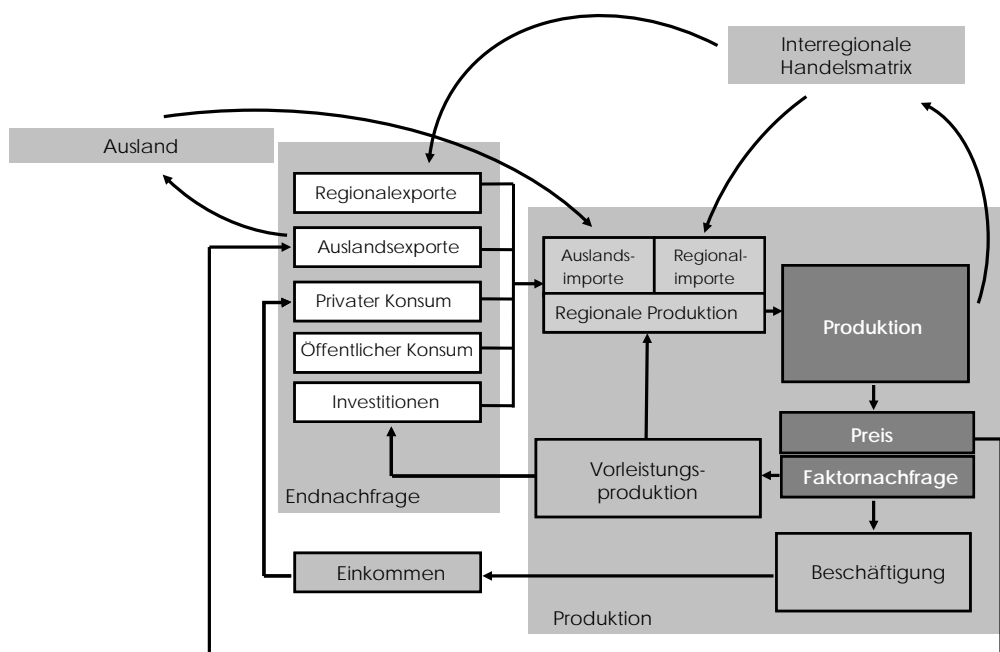 Interregionale
Handelsmatrix
Ausland
Regionalexporte
Auslandsexporte
Privater Konsum
Öffentlicher Konsum
Investitionen
Endnachfrage
Auslands-
importe
Regional-
importe
Regionale Produktion
Produktion
Preis
Faktornachfrage
Vorleistungs-
produktion
Beschäftigung
Einkommen
Produktion